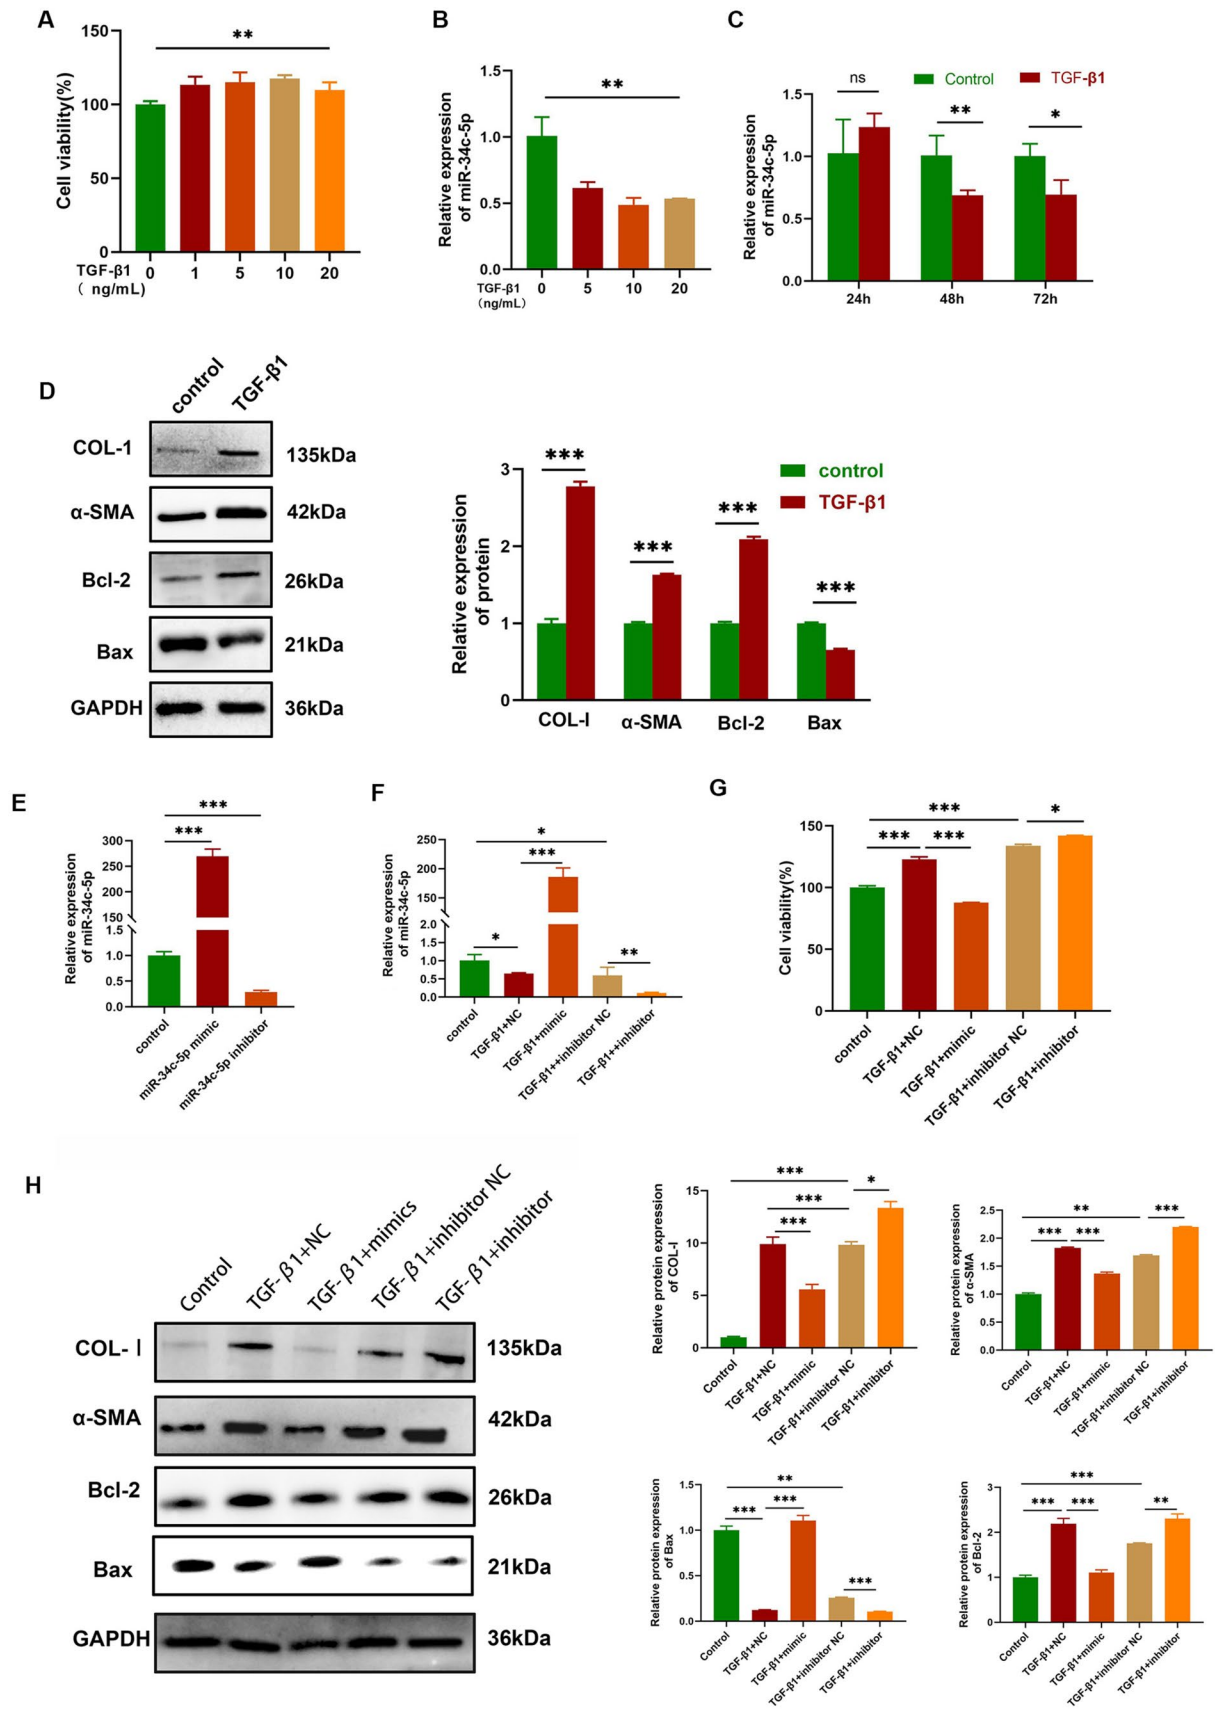 A
150
100
50
0
Cell viability(%)
**
TGF-β1
( ng/mL)
0 1 5 10 20
B
1.5
1.0
0.5
0.0
Relative expression
of miR-34c-5p
**
TGF-β1
(ng/mL)
0 5 10 20
C
ns
Control TGF-β1
1.5
1.0
0.5
0.0
Relative expression
of miR-34c-5p
**
*
24h 48h 72h
D
control TGF-β1
COL-1 135kDa
α-SMA 42kDa
Bcl-2 26kDa
Bax 21kDa
GAPDH 36kDa
3
2
1
0
Relative expression
of protein
***
***
***
***
control
TGF-β1
COL-I α-SMA Bcl-2 Bax
E
***
***
300
250
200
150
1.5
1.0
0.5
0.0
Relative expression
of miR-34c-5p
control
miR-34c-5p mimic
miR-34c-5p inhibitor
F
*
***
*
**
250
200
150
2.0
1.5
1.0
0.5
0.0
Relative expression
of miR-34c-5p
control
TGF-β1+NC
TGF-β1+mimic
TGF-β1++inhibitor NC
TGF-β1++inhibitor
G
***
*
***
***
150
100
50
0
Cell viability(%)
control
TGF-β1+NC
TGF-β1+mimic
TGF-β1+inhibitor NC
TGF-β1+inhibitor
H
Control
TGF-β1+NC
TGF-β1+mimics
TGF-β1+inhibitor NC
TGF-β1+inhibitor
COL-Ⅰ 135kDa
α-SMA 42kDa
Bcl-2 26kDa
Bax 21kDa
GAPDH 36kDa
***
*
***
***
15
10
5
0
Relative protein expression
of COL-I
Control
TGF-β1+NC
TGF-β1+mimic
TGF-β1+inhibitor NC
TGF-β1+inhibitor
**
***
***
***
2.5
2.0
1.5
1.0
0.5
0.0
Relative protein expression
of α-SMA
Control
TGF-β1+NC
TGF-β1+mimic
TGF-β1+inhibitor NC
TGF-β1+inhibitor
**
***
***
***
1.5
1.0
0.5
0.0
Relative protein expression
of Bax
Control
TGF-β1+NC
TGF-β1+mimic
TGF-β1+inhibitor NC
TGF-β1+inhibitor
***
***
***
**
3
2
1
0
Relative protein expression
of Bcl-2
Control
TGF-β1+NC
TGF-β1+mimic
TGF-β1+inhibitor NC
TGF-β1+inhibitor